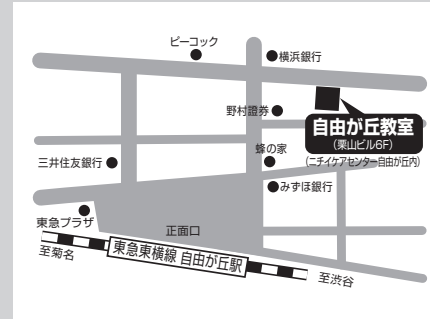 ピーコック
横浜銀行
野村證券
自由が丘教室
(栗山ビル6F)
(ニチイケアセンター自由が丘内)
蜂の家
三井住友銀行
みずほ銀行
東急プラザ
正面口
東急東横線 自由が丘駅
至菊名
至渋谷